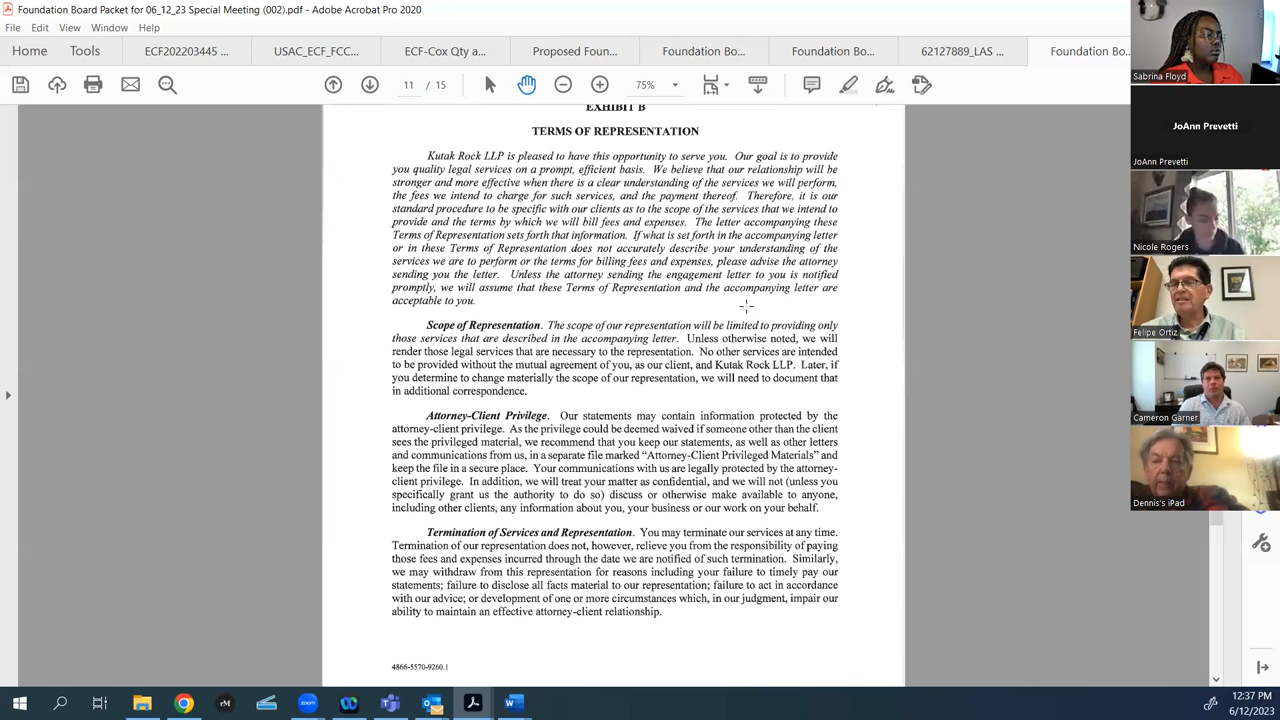 Foundation Board Packet for 06_12_23 Special Meeting (002).pdf - Adobe Acrobat Pro 2020
File Edit View Window Help
Home Tools ECF202203445 ... USAC_ECF_FCC... ECF-Cox Qty a... Proposed Foun... Foundation Bo... Foundation Bo... 62127889_LAS ... Foundation Bo
11 / 15 75%
EXHIBIT B
TERMS OF REPRESENTATION
Kutak Rock LLP is pleased to have this opportunity to serve you. Our goal is to provide
you quality legal services on a prompt, efficient basis. We believe that our relationship will be
stronger and more effective when there is a clear understanding of the services we will perform,
the fees we intend to charge for such services, and the payment thereof. Therefore, it is our
standard procedure to be specific with our clients as to the scope of the services that we intend to
provide and the terms by which we will bill fees and expenses. The letter accompanying these
Terms of Representation sets forth that information. If what is set forth in the accompanying letter
or in these Terms of Representation does not accurately describe your understanding of the
services we are to perform or the terms for billing fees and expenses, please advise the attorney
sending you the letter. Unless the attorney sending the engagement letter to you is notified
promptly, we will assume that these Terms of Representation and the accompanying letter are
acceptable to you.
Scope of Representation. The scope of our representation will be limited to providing only
those services that are described in the accompanying letter. Unless otherwise noted, we will
render those legal services that are necessary to the representation. No other services are intended
to be provided without the mutual agreement of you, as our client, and Kutak Rock LLP. Later, if
you determine to change materially the scope of our representation, we will need to document that
in additional correspondence.
Attorney-Client Privilege. Our statements may contain information protected by the
attorney-client privilege. As the privilege could be deemed waived if someone other than the client
sees the privileged material, we recommend that you keep our statements, as well as other letters
and communications from us, in a separate file marked “Attorney-Client Privileged Materials” and
keep the file in a secure place. Your communications with us are legally protected by the attorney-
client privilege. In addition, we will treat your matter as confidential, and we will not (unless you
specifically grant us the authority to do so) discuss or otherwise make available to anyone,
including other clients, any information about you, your business or our work on your behalf.
Termination of Services and Representation. You may terminate our services at any time.
Termination of our representation does not, however, relieve you from the responsibility of paying
those fees and expenses incurred through the date we are notified of such termination. Similarly,
we may withdraw from this representation for reasons including your failure to timely pay our
statements; failure to disclose all facts material to our representation; failure to act in accordance
with our advice; or development of one or more circumstances which, in our judgment, impair our
ability to maintain an effective attorney-client relationship.
4866-5570-9260.1
Sabrina Floyd
JoAnn Prevetti
JoAnn Prevetti
Nicole Rogers
Felipe Ortiz
Cameron Garner
Dennis's iPad
rM
zoom
12:37 PM
6/12/2023